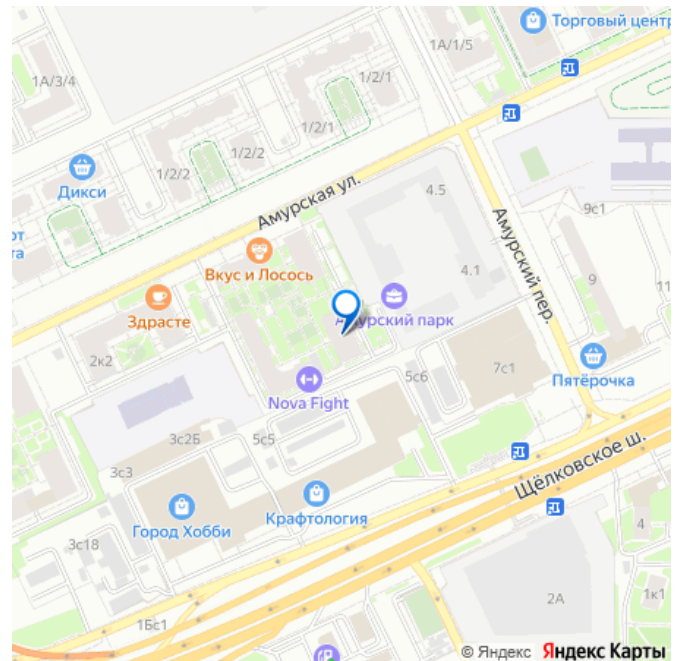 Торговый центр
1А/1/5
1А/3/4
1/2/1
1/2/1
1/2/2
1/2/2
Дикси
Амурская ул.
4.5
Амурский пер.
9с1
Вкус и Лосось
4.1
9
11
Здрасте
Амурский парк
2к2
7с1
5с6
Пятёрочка
Nova Fight
3с2Б
5с5
3с3
Щёлковское ш.
Крафтология
Город Хобби
4
3с18
2А
1к1
1Бс1
© Яндекс Яндекс Карты